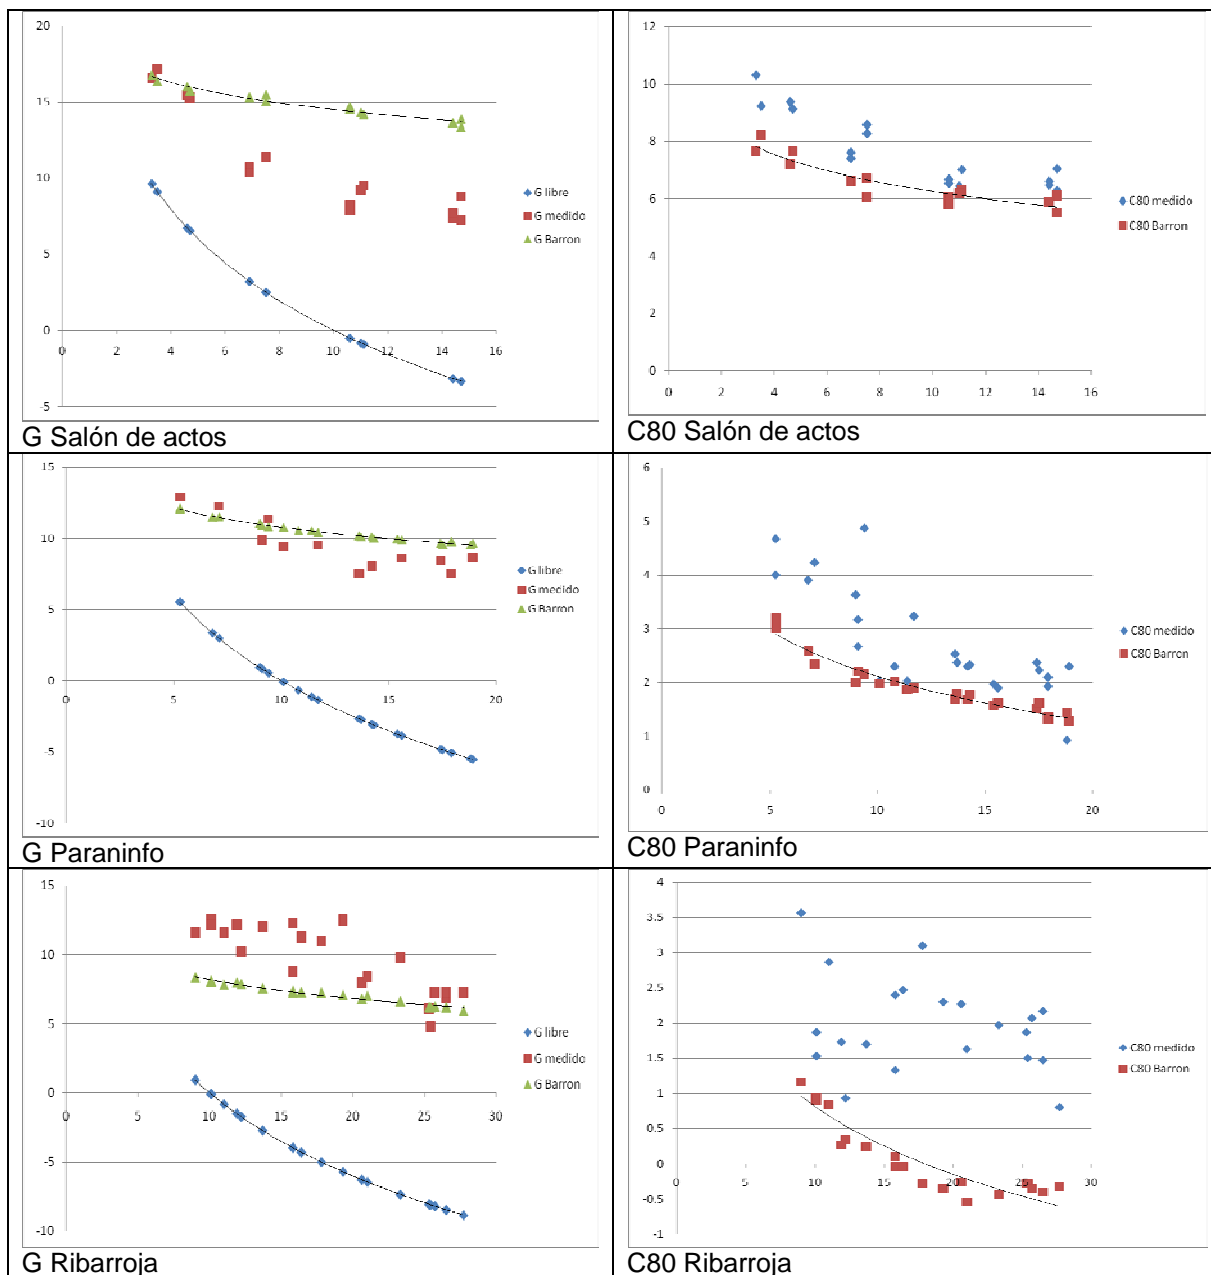 20
15
10
5
0
-5
0 2 4 6 8 10 12 14 16
G libre
G medido
G Barron
G Salón de actos
12
10
8
6
4
2
0
0 2 4 6 8 10 12 14 16
C80 medido
C80 Barron
C80 Salón de actos
15
10
5
0
-5
-10
0 5 10 15 20
G libre
G medido
G Barron
G Paraninfo
6
5
4
3
2
1
0
0 5 10 15 20
C80 medido
C80 Barron
C80 Paraninfo
15
10
5
0
-5
-10
0 5 10 15 20 25 30
G libre
G medido
G Barron
G Ribarroja
4
3.5
3
2.5
2
1.5
1
0.5
0
-0.5
-1
0 5 10 15 20 25 30
C80 medido
C80 Barron
C80 Ribarroja